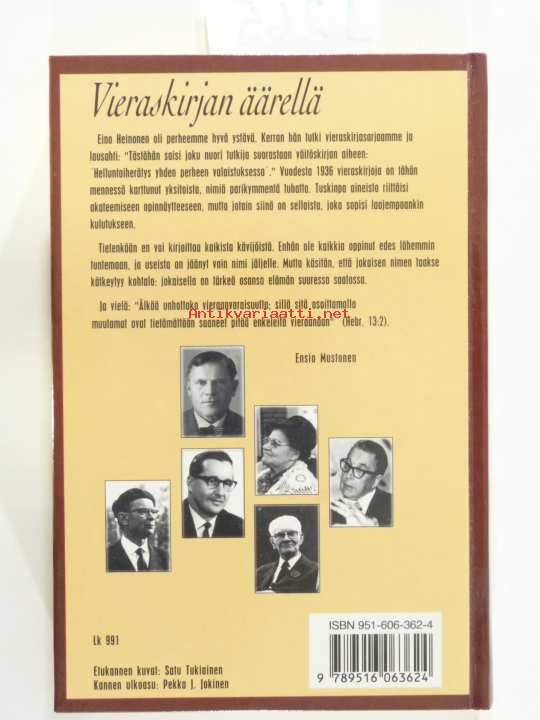 Vieraskirjan äärellä
Eino Heinonen oli perheemme hyvä ystävä. Kerran hän tutki vieraskirjasarjaamme ja
lausahti: "Tästähän saisi joku nuori tutkija suorastaan väitöskirjan aiheen:
'Helluntaiherätys yhden perheen valaistuksessa'." Vuodesta 1936 vieraskirjoja on tähän
mennessä karttunut yksitoista, nimiä parikymmentä tuhatta. Tuskinpa aineisto riittäisi
akateemiseen opinnäytteeseen, mutta jotain siinä on sellaista, joka sopisi laajempaankin
kulutukseen.
Tietenkään en voi kirjoittaa kaikista kävijöistä. Enhän ole kaikkia oppinut edes lähemmin
tuntemaan, ja useista on jäänyt vain nimi jäljelle. Mutta käsitän, että jokaisen nimen taakse
kätkeytyy kohtalo; jokaisella on tärkeä osansa elämän suuressa saatossa.
Ja vielä: "Älkää unhottako vieraanvaraisuutta; sillä sitä osoittamalla
muutamat ovat tietämättään saaneet pitää enkeleitä vierainaan" (Hebr. 13:2).
Antikvariaatti.net
Ensio Mustonen
ISBN 951-606-362-4
9 789516 063624
Lk 991
Etukannen kuvat: Satu Tukiainen
Kannen ulkoasu: Pekka J. Jokinen